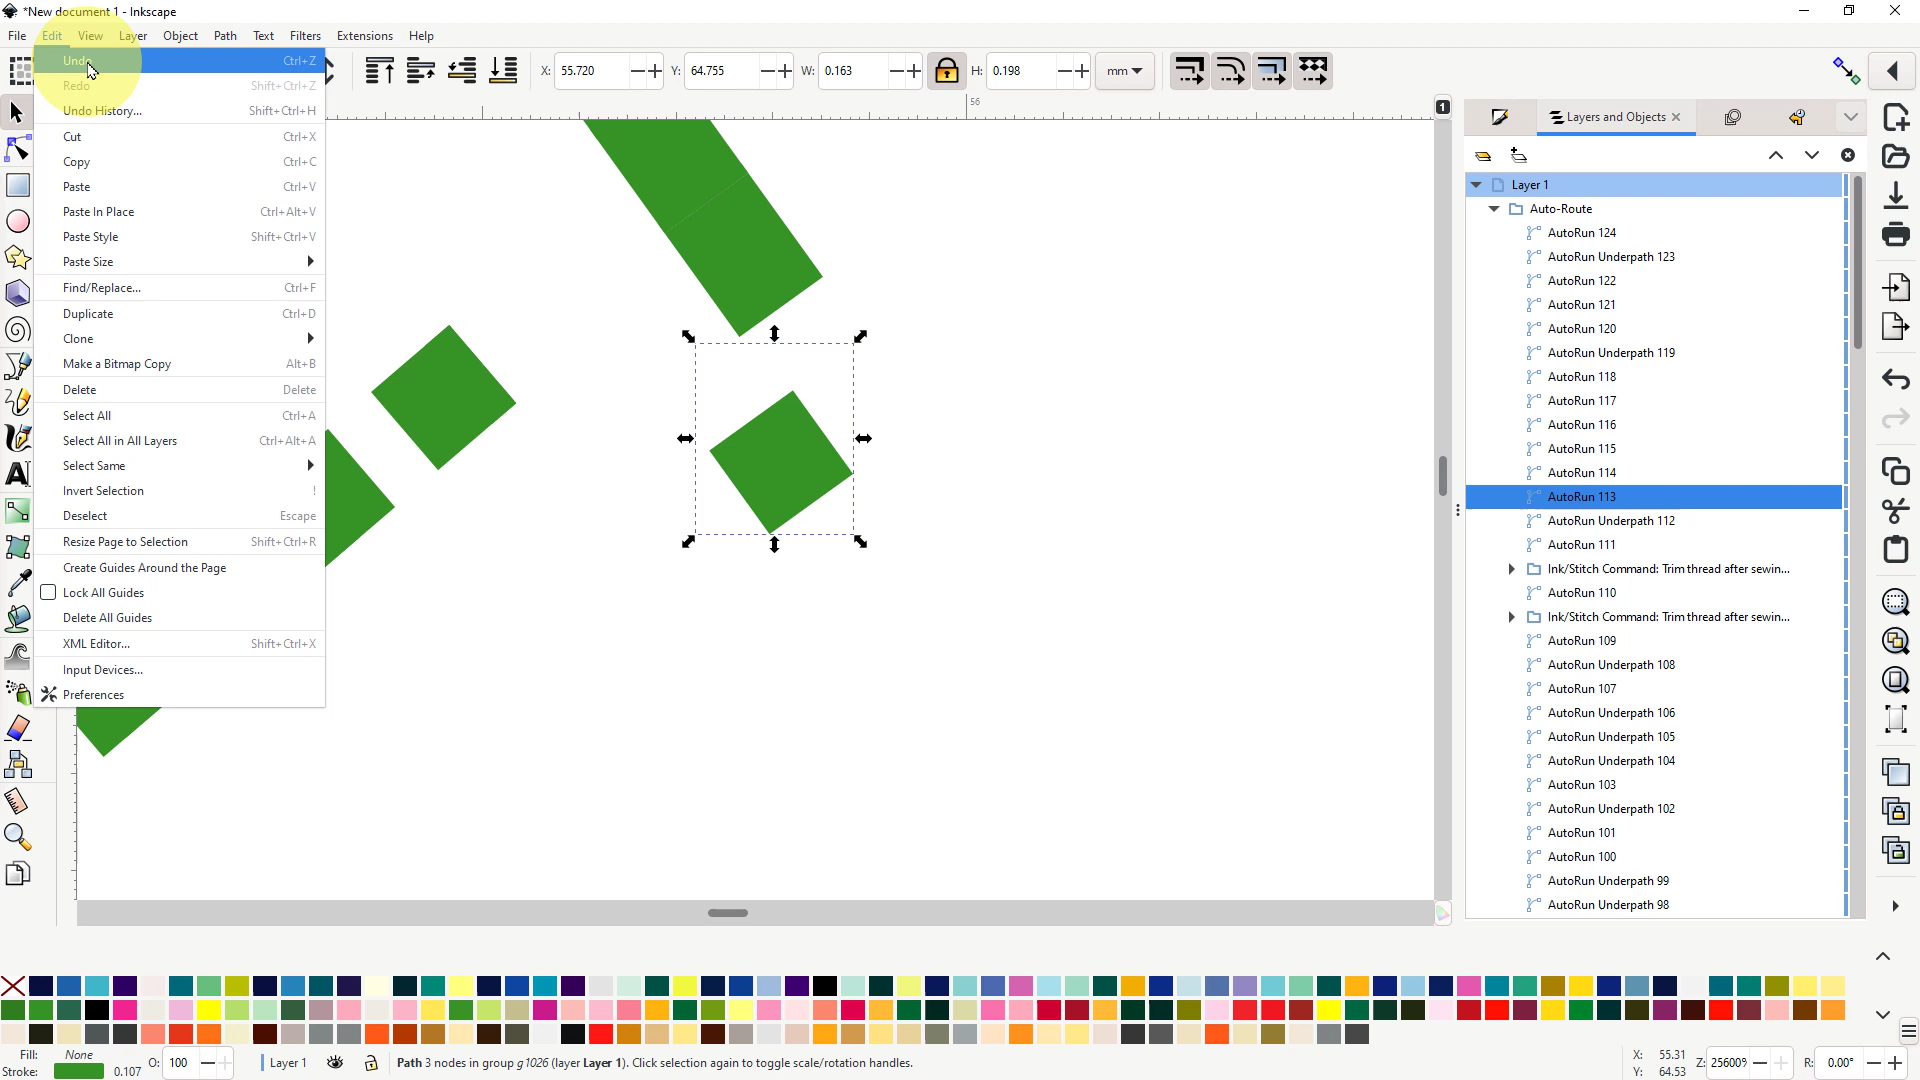 *New document 1 - Inkscape
File Edit View Layer Object Path Text Filters Extensions Help
X: 55.720 Y: 64.755 W: 0.163 H: 0.198 mm
Undo Ctrl+Z
Redo Shift+Ctrl+Z
Undo History... Shift+Ctrl+H
Cut Ctrl+X
Copy Ctrl+C
Paste Ctrl+V
Paste In Place Ctrl+Alt+V
Paste Style Shift+Ctrl+V
Paste Size
Find/Replace... Ctrl+F
Duplicate Ctrl+D
Clone
Make a Bitmap Copy Alt+B
Delete Delete
Select All Ctrl+A
Select All in All Layers Ctrl+Alt+A
Select Same
Invert Selection !
Deselect Escape
Resize Page to Selection Shift+Ctrl+R
Create Guides Around the Page
Lock All Guides
Delete All Guides
XML Editor... Shift+Ctrl+X
Input Devices...
Preferences
56
1
Layers and Objects
Layer 1
Auto-Route
AutoRun 124
AutoRun Underpath 123
AutoRun 122
AutoRun 121
AutoRun 120
AutoRun Underpath 119
AutoRun 118
AutoRun 117
AutoRun 116
AutoRun 115
AutoRun 114
AutoRun 113
AutoRun Underpath 112
AutoRun 111
Ink/Stitch Command: Trim thread after sewin...
AutoRun 110
Ink/Stitch Command: Trim thread after sewin...
AutoRun 109
AutoRun Underpath 108
AutoRun 107
AutoRun Underpath 106
AutoRun Underpath 105
AutoRun Underpath 104
AutoRun 103
AutoRun Underpath 102
AutoRun 101
AutoRun 100
AutoRun Underpath 99
AutoRun Underpath 98
Fill: None
Stroke: 0.107
O: 100
Layer 1
Path 3 nodes in group g1026 (layer Layer 1). Click selection again to toggle scale/rotation handles.
X: 55.31
Y: 64.53
Z: 25600%
R: 0.00°